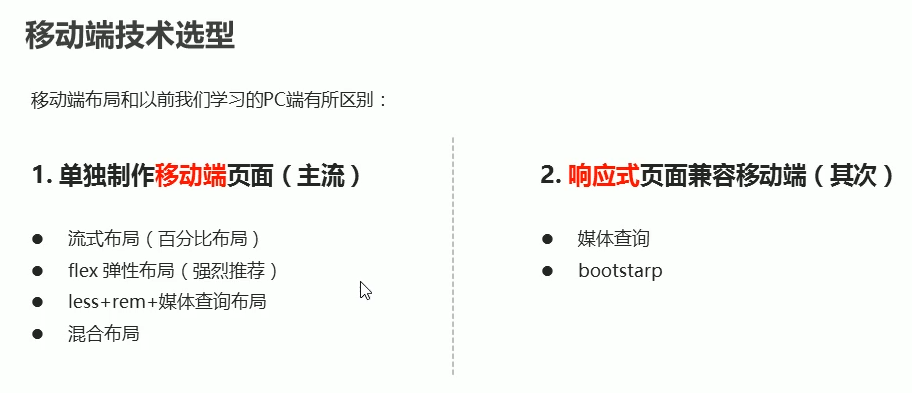 移动端技术选型
移动端布局和以前我们学习的PC端有所区别：
1. 单独制作移动端页面（主流）
● 流式布局（百分比布局）
● flex 弹性布局（强烈推荐）
● less+rem+媒体查询布局
● 混合布局
2. 响应式页面兼容移动端（其次）
● 媒体查询
● bootstarp